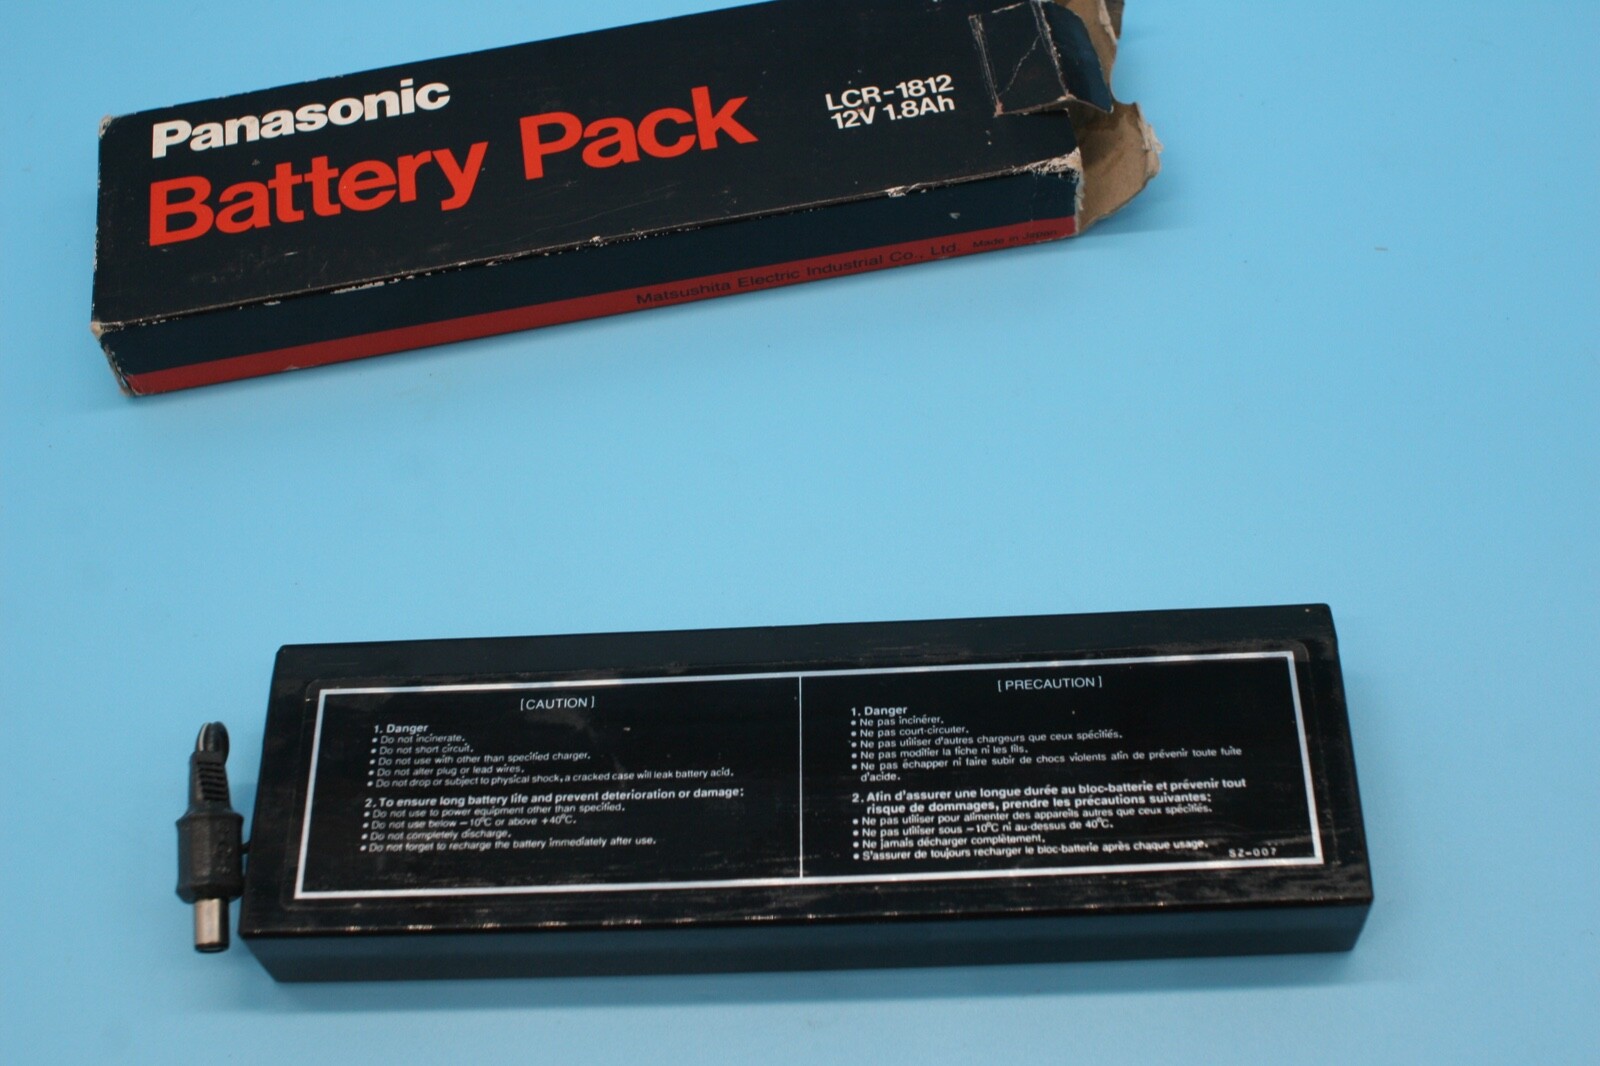 Panasonic
Battery Pack
LCR-1812
12V 1.8Ah
Matsushita Electric Industrial Co., Ltd. Made in Japan
[CAUTION]
1. Danger
• Do not incinerate.
• Do not short circuit.
• Do not use with other than specified charger.
• Do not alter plug or lead wires.
• Do not drop or subject to physical shock, a cracked case will leak battery acid.
2. To ensure long battery life and prevent deterioration or damage:
• Do not use to power equipment other than specified.
• Do not use below −10°C or above +40°C.
• Do not completely discharge.
• Do not forget to recharge the battery immediately after use.
[PRECAUTION]
1. Danger
• Ne pas incinérer.
• Ne pas court-circuiter.
• Ne pas utiliser d'autres chargeurs que ceux spécifiés.
• Ne pas modifier la fiche ni les fils.
• Ne pas échapper ni faire subir de chocs violents afin de prévenir toute fuite
d'acide.
2. Afin d'assurer une longue durée au bloc-batterie et prévenir tout
risque de dommages, prendre les précautions suivantes:
• Ne pas utiliser pour alimenter des appareils autres que ceux spécifiés.
• Ne pas utiliser sous −10°C ni au-dessus de 40°C.
• Ne jamais décharger complètement.
• S'assurer de toujours recharger le bloc-batterie après chaque usage.
SZ-007